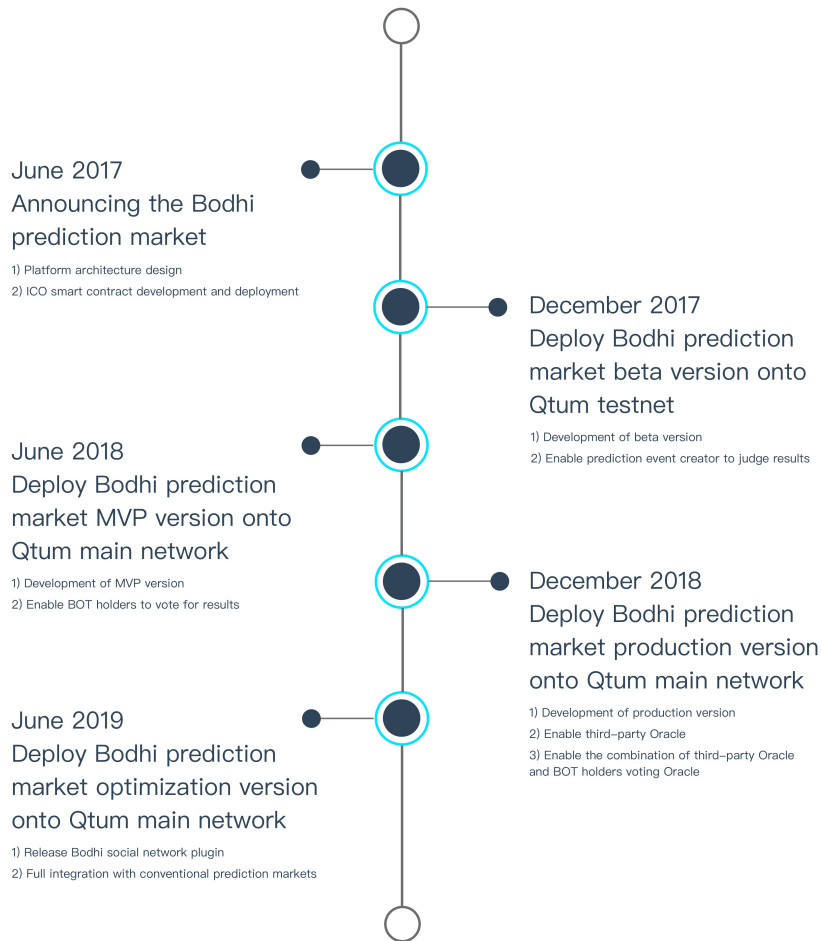 June 2017
Announcing the Bodhi
prediction market
1) Platform architecture design
2) ICO smart contract development and deployment
December 2017
Deploy Bodhi prediction
market beta version onto
Qtum testnet
1) Development of beta version
2) Enable prediction event creator to judge results
June 2018
Deploy Bodhi prediction
market MVP version onto
Qtum main network
1) Development of MVP version
2) Enable BOT holders to vote for results
December 2018
Deploy Bodhi prediction
market production version
onto Qtum main network
1) Development of production version
2) Enable third-party Oracle
3) Enable the combination of third-party Oracle
and BOT holders voting Oracle
June 2019
Deploy Bodhi prediction
market optimization version
onto Qtum main network
1) Release Bodhi social network plugin
2) Full integration with conventional prediction markets